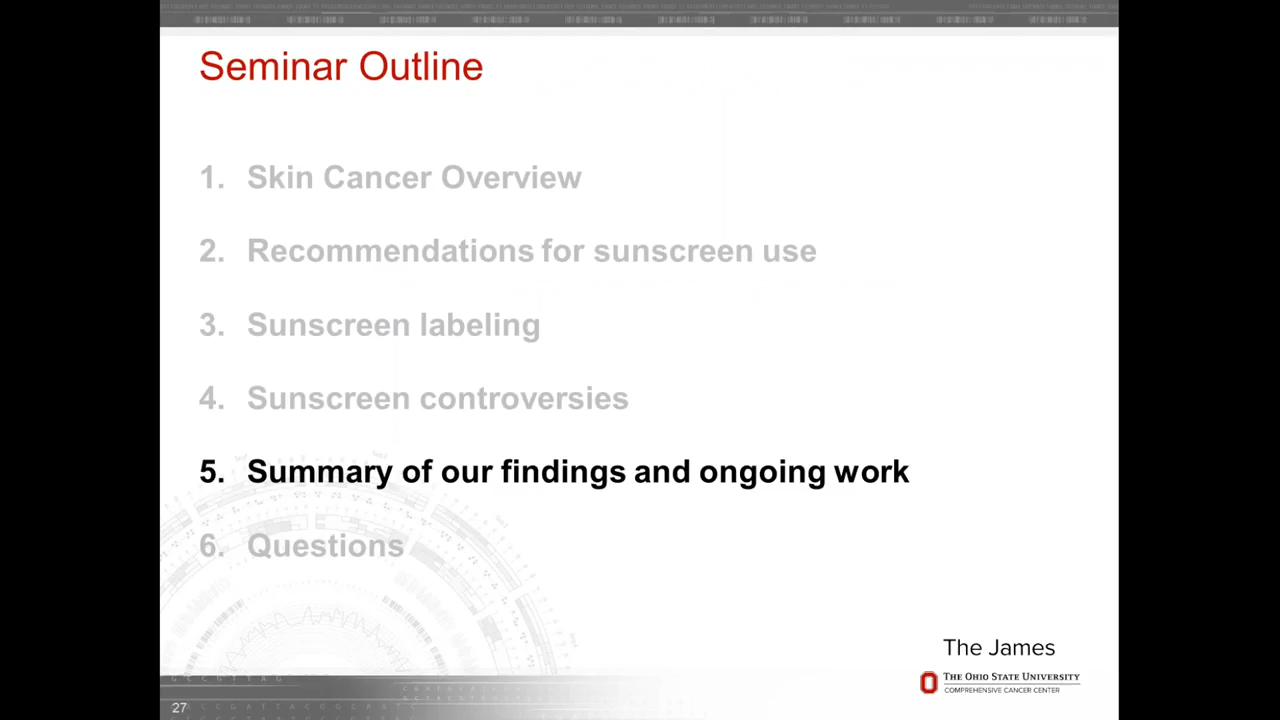 Seminar Outline
1. Skin Cancer Overview
2. Recommendations for sunscreen use
3. Sunscreen labeling
4. Sunscreen controversies
5. Summary of our findings and ongoing work
6. Questions
The James
THE OHIO STATE UNIVERSITY
COMPREHENSIVE CANCER CENTER
27